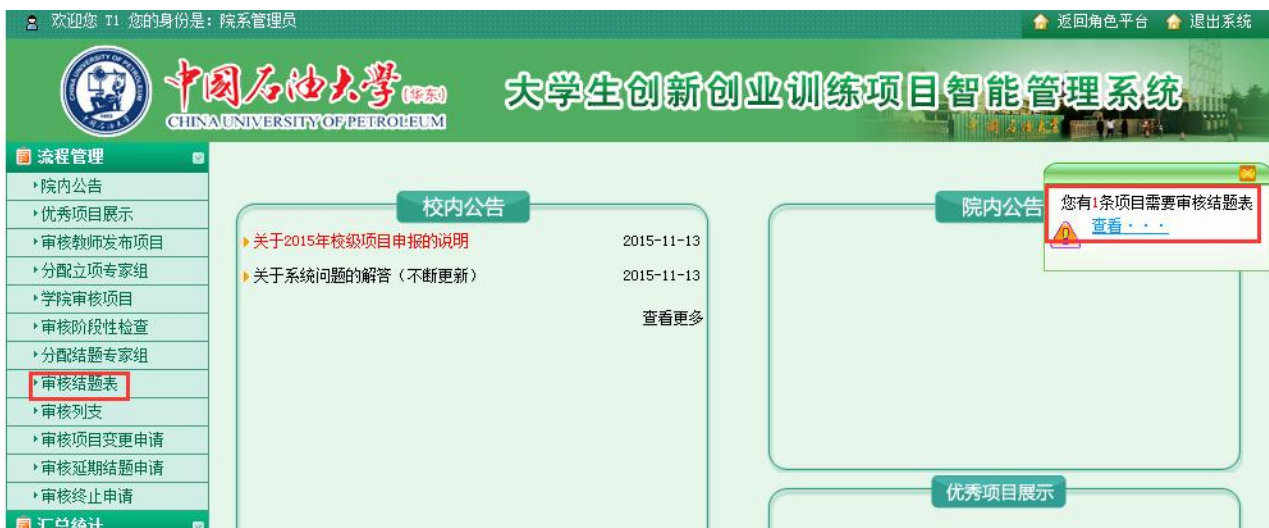 欢迎您 T1 您的身份是：院系管理员
返回角色平台 退出系统
中国石油大学(华东)
CHINA UNIVERSITY OF PETROLEUM
大学生创新创业训练项目智能管理系统
流程管理
院内公告
优秀项目展示
审核教师发布项目
分配立项专家组
学院审核项目
审核阶段性检查
分配结题专家组
审核结题表
审核列支
审核项目变更申请
审核延期结题申请
审核终止申请
汇总统计
校内公告
关于2015年校级项目申报的说明 2015-11-13
关于系统问题的解答（不断更新） 2015-11-13
查看更多
院内公告
您有1条项目需要审核结题表
查看···
优秀项目展示